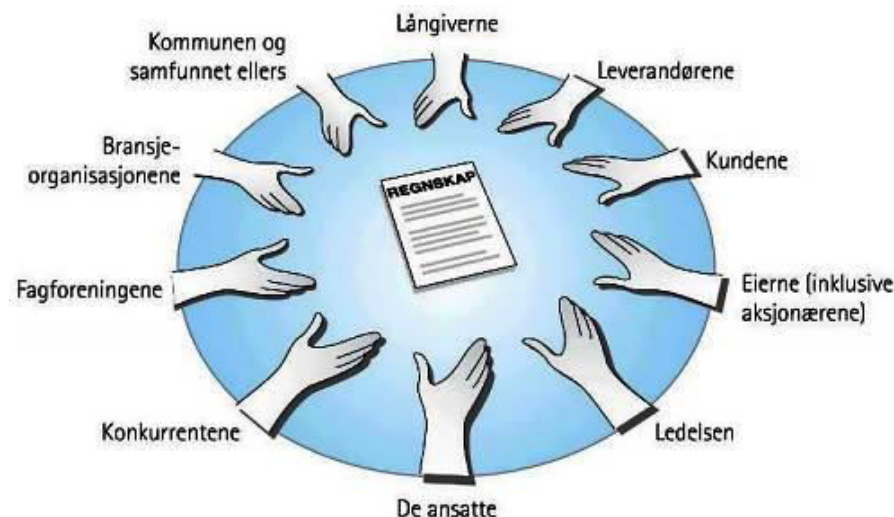 Långiverne
Kommunen og
samfunnet ellers
Leverandørene
Bransje-
organisasjonene
Kundene
REGNSKAP
Fagforeningene
Eierne (inklusive
aksjonærene)
Konkurrentene
Ledelsen
De ansatte